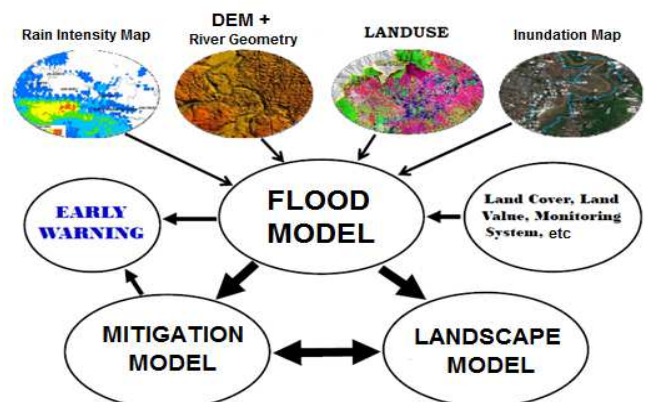 Rain Intensity Map
DEM +
River Geometry
LANDUSE
Inundation Map
FLOOD
MODEL
EARLY
WARNING
Land Cover, Land
Value, Monitoring
System, etc
MITIGATION
MODEL
LANDSCAPE
MODEL